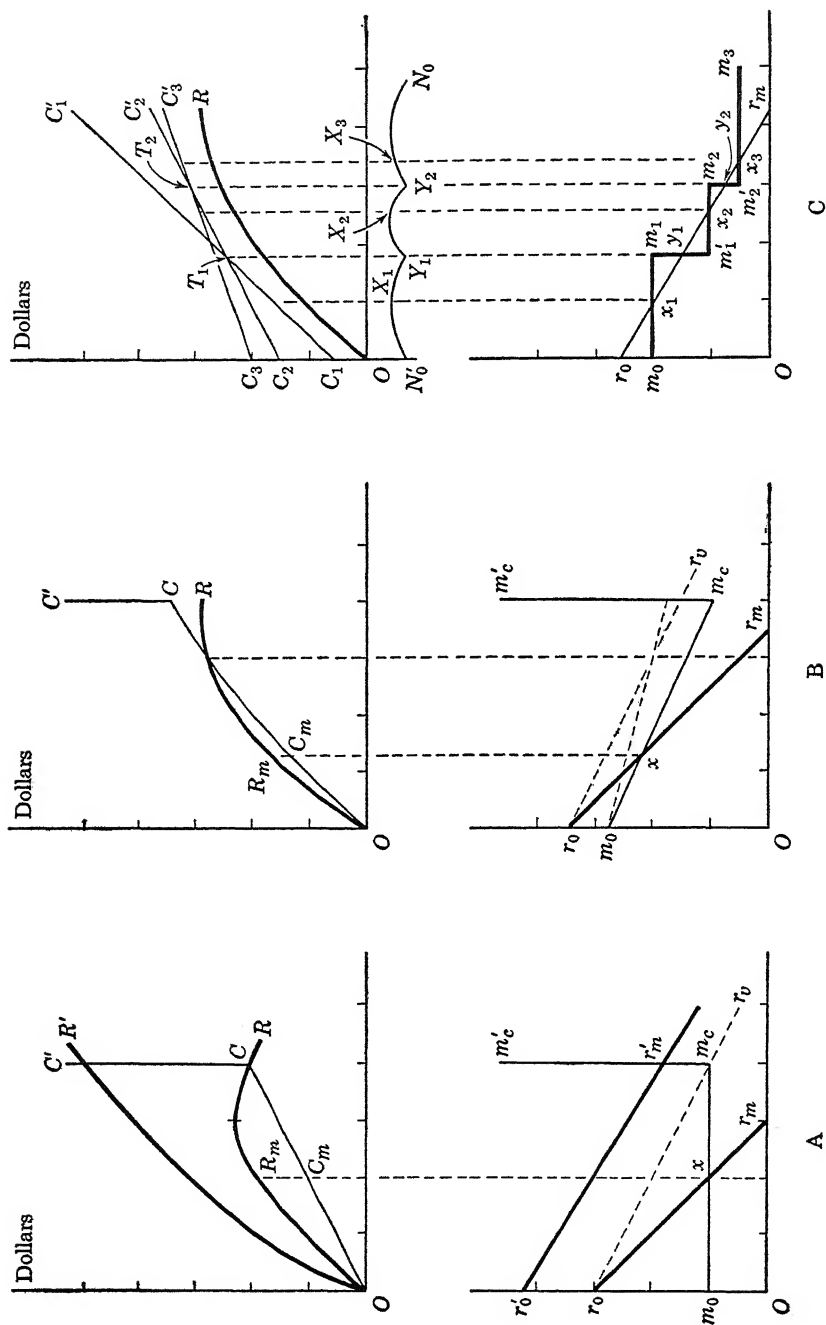 Dollars
C'
R'
C
R
R_m
C_m
O
r'_0
r_0
m_0
m'_c
r'_m
m_c
r_v
x
r_m
O
A
Dollars
C'
C
R
R_m
C_m
O
r_0
m_0
m'_c
r_v
m_c
x
r_m
O
B
Dollars
C'_1
C'_2
C'_3
T_2
R
T_1
C_3
C_2
C_1
O
N'_0
X_1
Y_1
X_2
Y_2
X_3
N_0
r_0
m_0
m_1
y_1
x_1
m'_1
x_2
m_2
y_2
m'_2
x_3
m_3
r_m
O
C